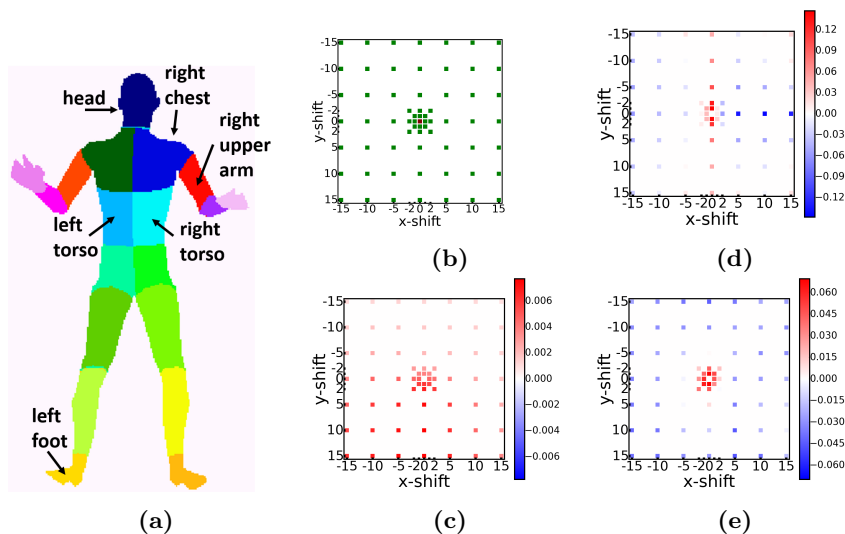 head
right
chest
right
upper
arm
left
torso
right
torso
left
foot
(a)
-15
-10
-5
-2
0
2
5
10
15
y-shift
-15 -10 -5 -2 0 2 5 10 15
x-shift
(b)
-15
-10
-5
-2
0
2
5
10
15
y-shift
-15 -10 -5 -2 0 2 5 10 15
x-shift
0.12
0.09
0.06
0.03
0.00
−0.03
−0.06
−0.09
−0.12
(d)
-15
-10
-5
-2
0
2
5
10
15
y-shift
-15 -10 -5 -2 0 2 5 10 15
x-shift
0.006
0.004
0.002
0.000
−0.002
−0.004
−0.006
(c)
-15
-10
-5
-2
0
2
5
10
15
y-shift
-15 -10 -5 -2 0 2 5 10 15
x-shift
0.060
0.045
0.030
0.015
0.000
−0.015
−0.030
−0.045
−0.060
(e)